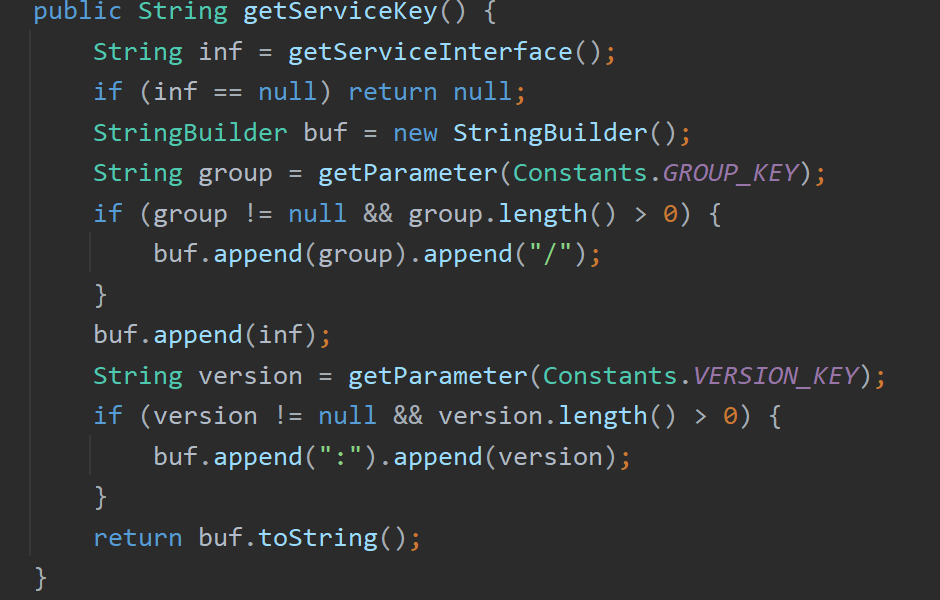 public String getServiceKey() {
    String inf = getServiceInterface();
    if (inf == null) return null;
    StringBuilder buf = new StringBuilder();
    String group = getParameter(Constants.GROUP_KEY);
    if (group != null && group.length() > 0) {
        buf.append(group).append("/");
    }
    buf.append(inf);
    String version = getParameter(Constants.VERSION_KEY);
    if (version != null && version.length() > 0) {
        buf.append(":").append(version);
    }
    return buf.toString();
}